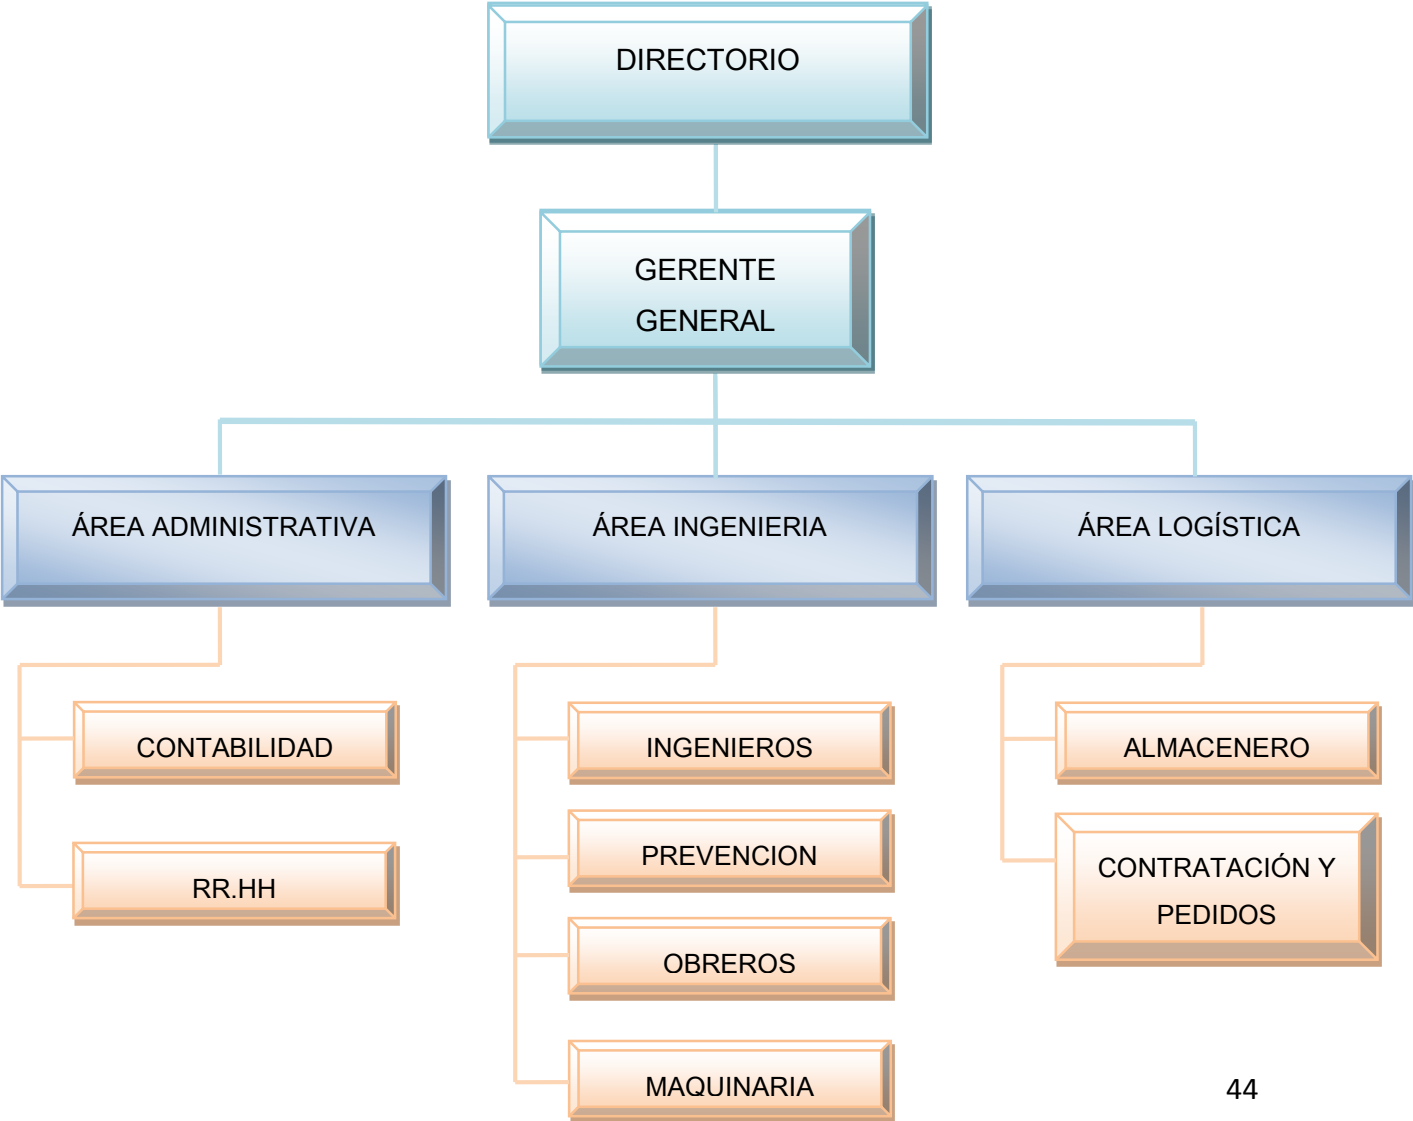 DIRECTORIO
GERENTE
GENERAL
ÁREA ADMINISTRATIVA
ÁREA INGENIERIA
ÁREA LOGÍSTICA
CONTABILIDAD
RR.HH
INGENIEROS
PREVENCION
OBREROS
MAQUINARIA
ALMACENERO
CONTRATACIÓN Y
PEDIDOS
44